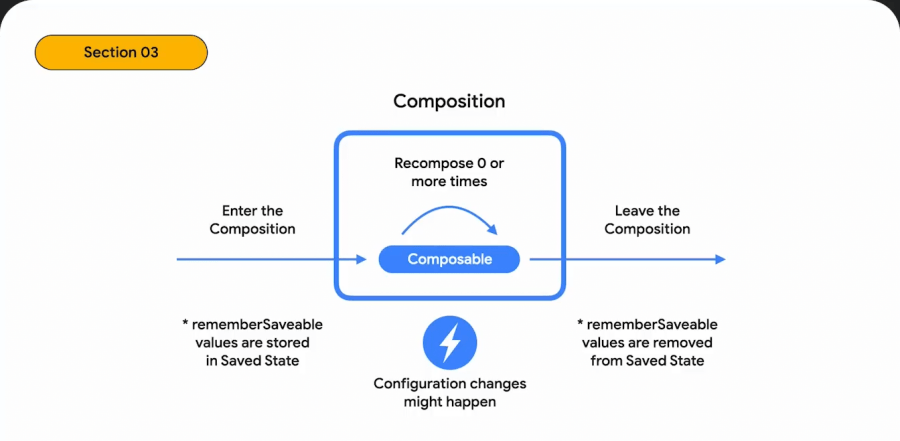 Section 03
Composition
Recompose 0 or
more times
Enter the
Composition
Composable
Leave the
Composition
* rememberSaveable
values are stored
in Saved State
Configuration changes
might happen
* rememberSaveable
values are removed
from Saved State